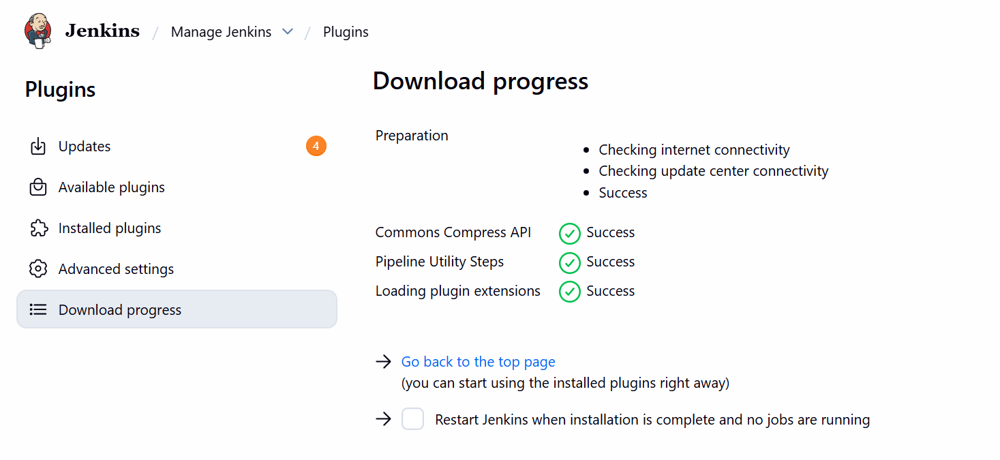 Jenkins / Manage Jenkins / Plugins
Plugins
Updates 4
Available plugins
Installed plugins
Advanced settings
Download progress
Download progress
Preparation
• Checking internet connectivity
• Checking update center connectivity
• Success
Commons Compress API Success
Pipeline Utility Steps Success
Loading plugin extensions Success
→ Go back to the top page
(you can start using the installed plugins right away)
→ Restart Jenkins when installation is complete and no jobs are running